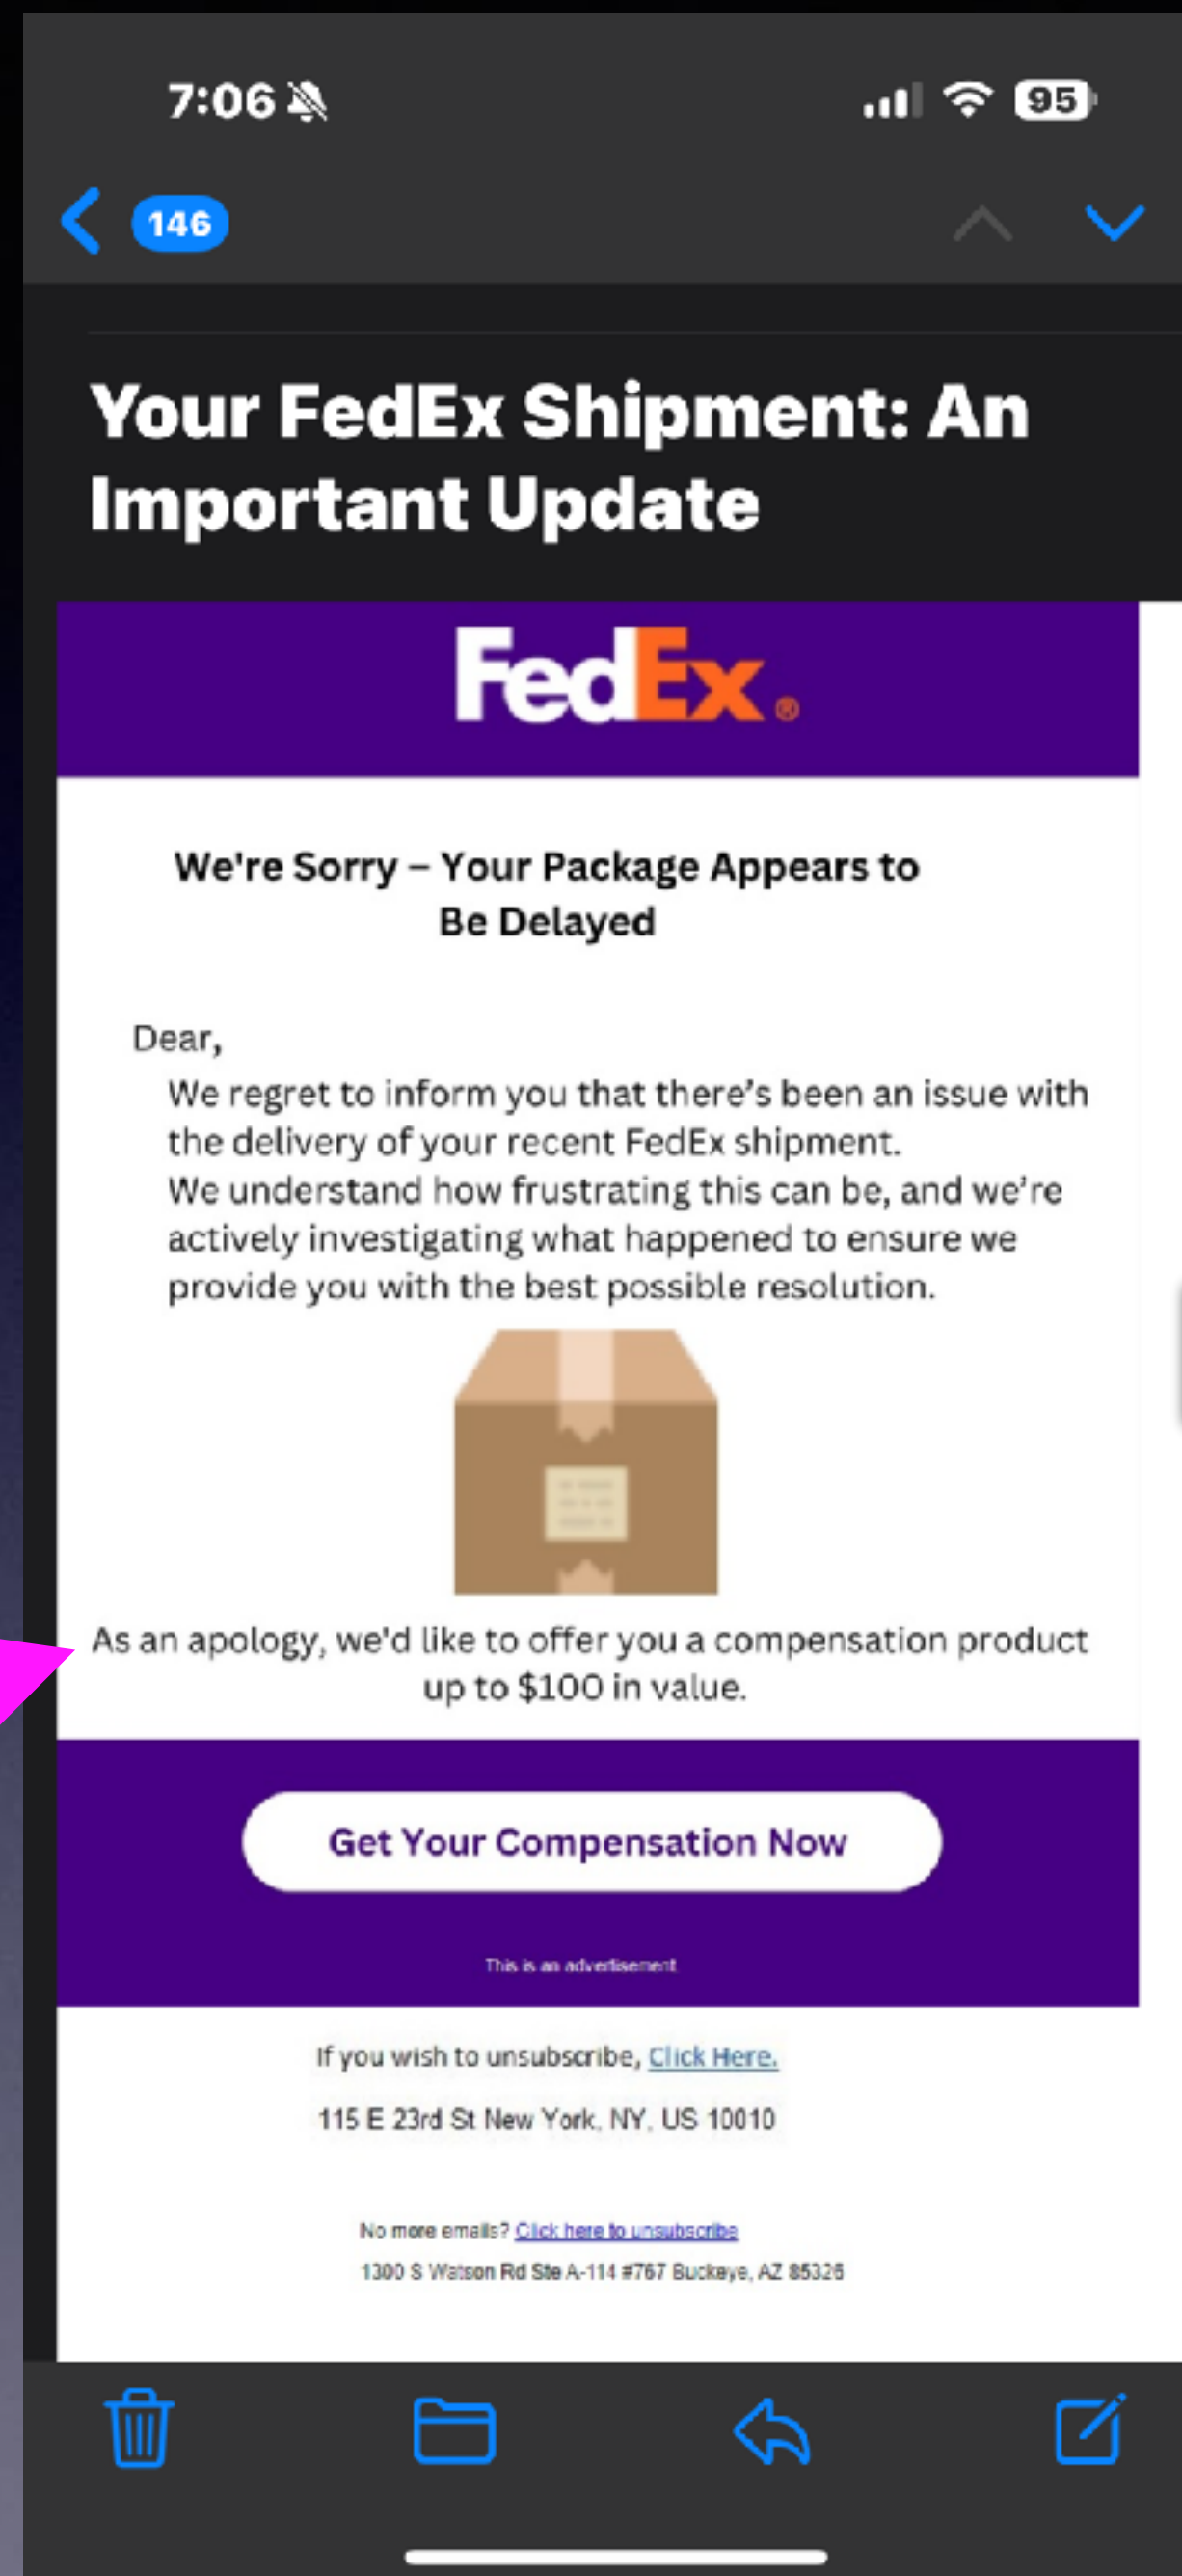 7:06
95
146
Your FedEx Shipment: An
Important Update
FedEx®
We're Sorry – Your Package Appears to
Be Delayed
Dear,
We regret to inform you that there's been an issue with
the delivery of your recent FedEx shipment.
We understand how frustrating this can be, and we're
actively investigating what happened to ensure we
provide you with the best possible resolution.
As an apology, we'd like to offer you a compensation product
up to $100 in value.
Get Your Compensation Now
This is an advertisement
If you wish to unsubscribe, Click Here.
115 E 23rd St New York, NY, US 10010
No more emails? Click here to unsubscribe
1300 S Watson Rd Ste A-114 #767 Buckeye, AZ 85326